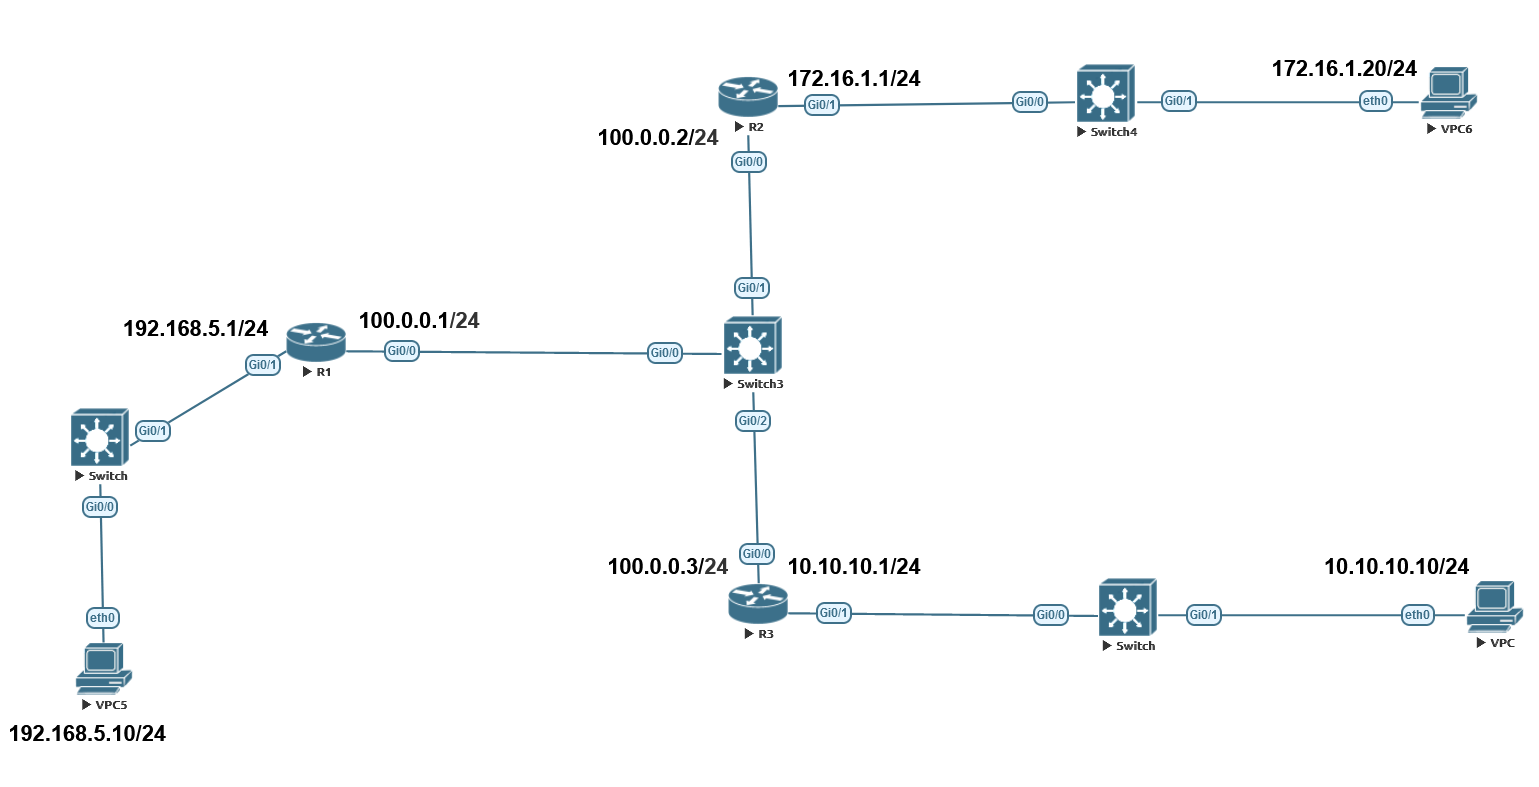 172.16.1.1/24
172.16.1.20/24
Gi0/1
Gi0/0
Gi0/1
eth0
R2
Switch4
VPC6
100.0.0.2/24
Gi0/0
Gi0/1
192.168.5.1/24
100.0.0.1/24
Gi0/1
R1
Gi0/0
Gi0/0
Switch3
Gi0/1
Gi0/2
Switch
Gi0/0
Gi0/0
100.0.0.3/24
10.10.10.1/24
10.10.10.10/24
eth0
Gi0/1
Gi0/0
Gi0/1
eth0
R3
Switch
VPC
VPC5
192.168.5.10/24